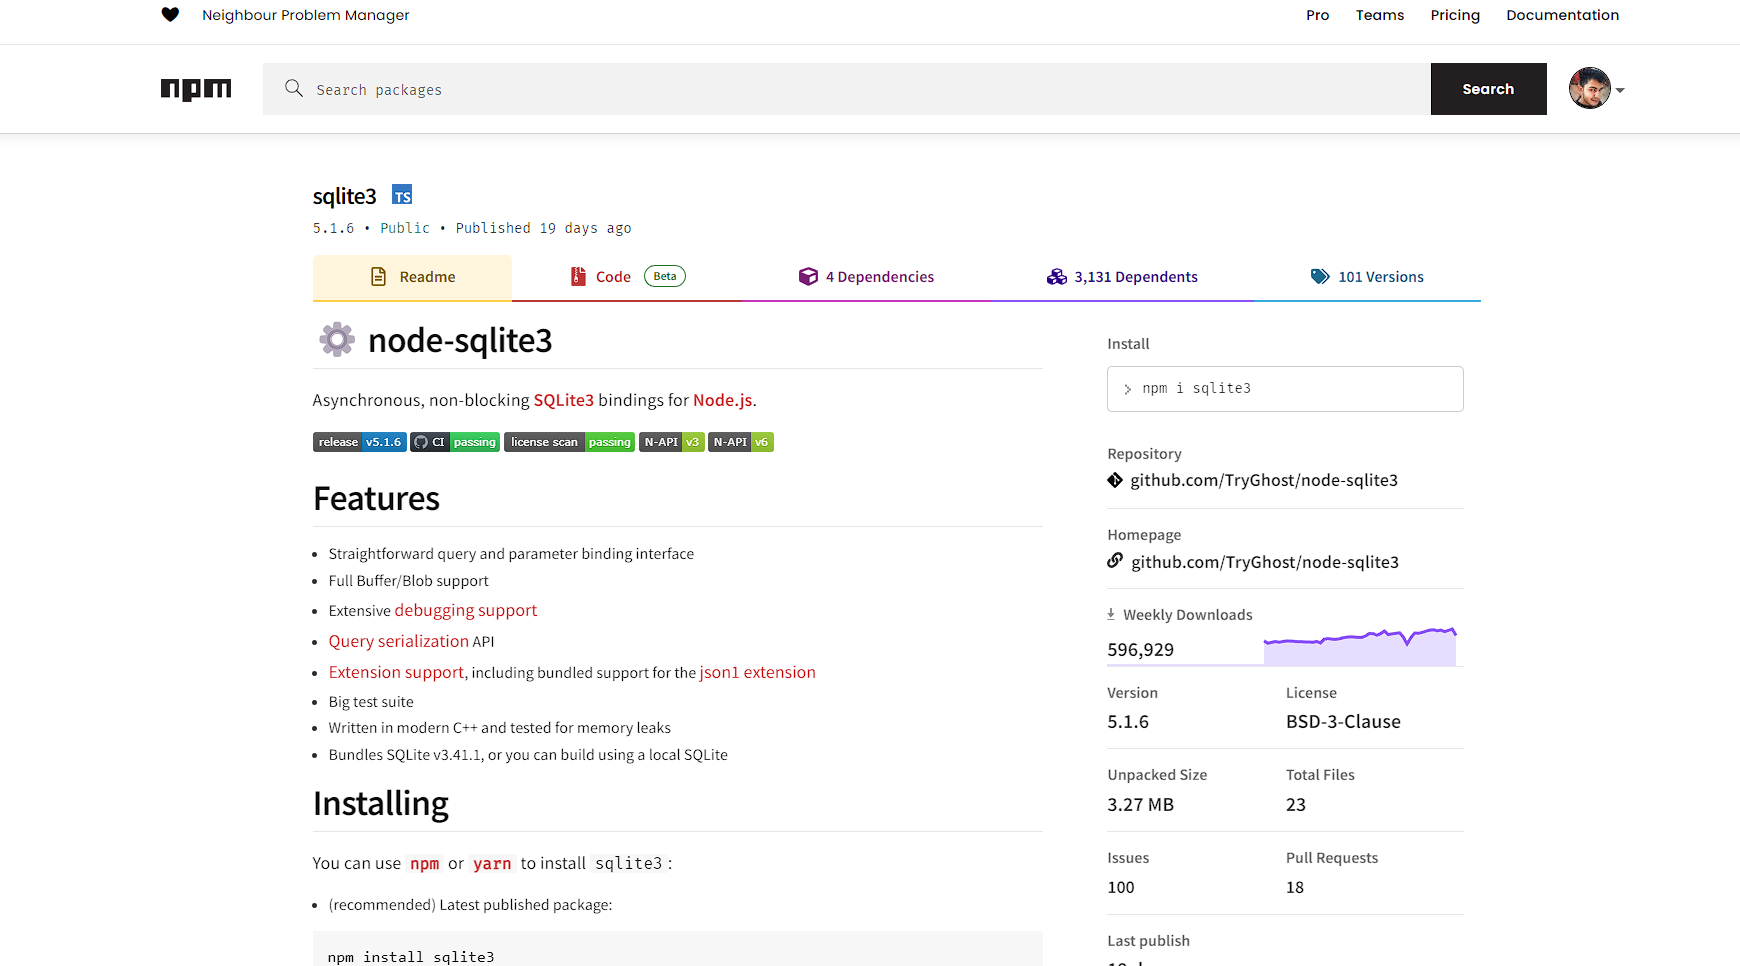 Neighbour Problem Manager
Pro Teams Pricing Documentation
npm
Search packages
Search
sqlite3 TS
5.1.6 • Public • Published 19 days ago
Readme
Code Beta
4 Dependencies
3,131 Dependents
101 Versions
node-sqlite3
Asynchronous, non-blocking SQLite3 bindings for Node.js.
release v5.1.6 CI passing license scan passing N-API v3 N-API v6
Features
• Straightforward query and parameter binding interface
• Full Buffer/Blob support
• Extensive debugging support
• Query serialization API
• Extension support, including bundled support for the json1 extension
• Big test suite
• Written in modern C++ and tested for memory leaks
• Bundles SQLite v3.41.1, or you can build using a local SQLite
Installing
You can use npm or yarn to install sqlite3:
• (recommended) Latest published package:
npm install sqlite3
Install
> npm i sqlite3
Repository
github.com/TryGhost/node-sqlite3
Homepage
github.com/TryGhost/node-sqlite3
Weekly Downloads
596,929
Version License
5.1.6 BSD-3-Clause
Unpacked Size Total Files
3.27 MB 23
Issues Pull Requests
100 18
Last publish